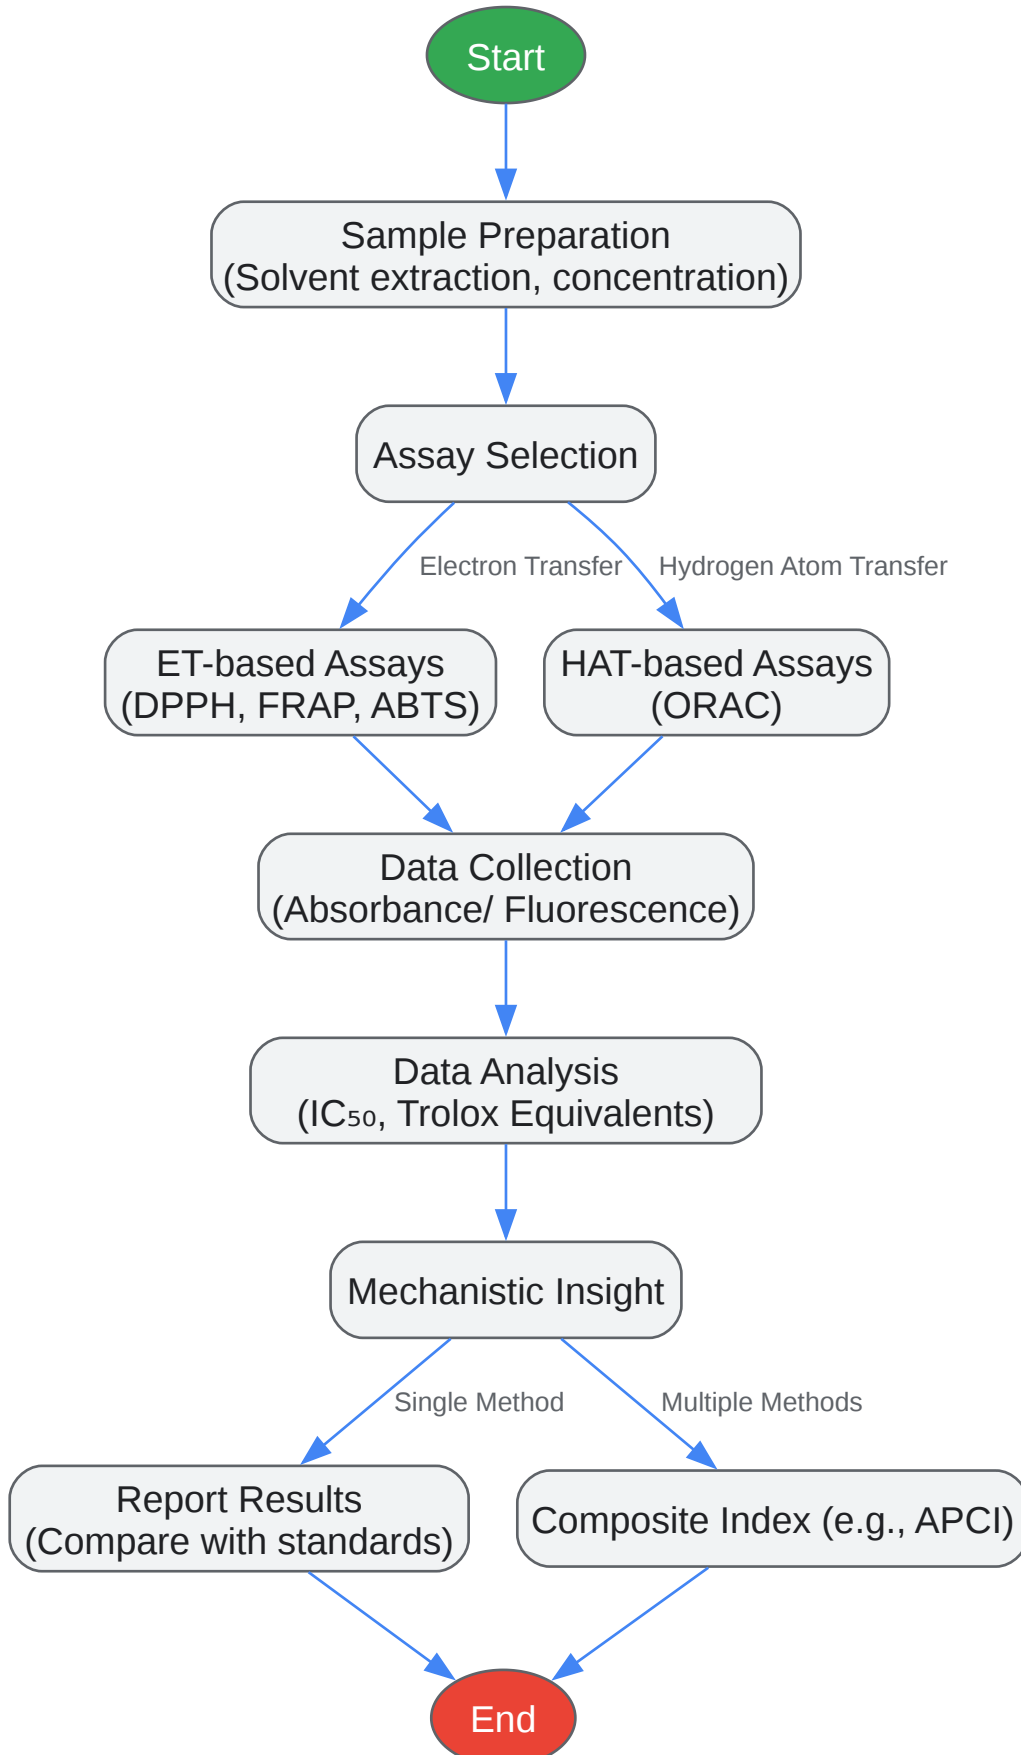 Start
Sample Preparation
(Solvent extraction, concentration)
Assay Selection
Electron Transfer
Hydrogen Atom Transfer
ET-based Assays
(DPPH, FRAP, ABTS)
HAT-based Assays
(ORAC)
Data Collection
(Absorbance/ Fluorescence)
Data Analysis
(IC₅₀, Trolox Equivalents)
Mechanistic Insight
Single Method
Multiple Methods
Report Results
(Compare with standards)
Composite Index (e.g., APCI)
End